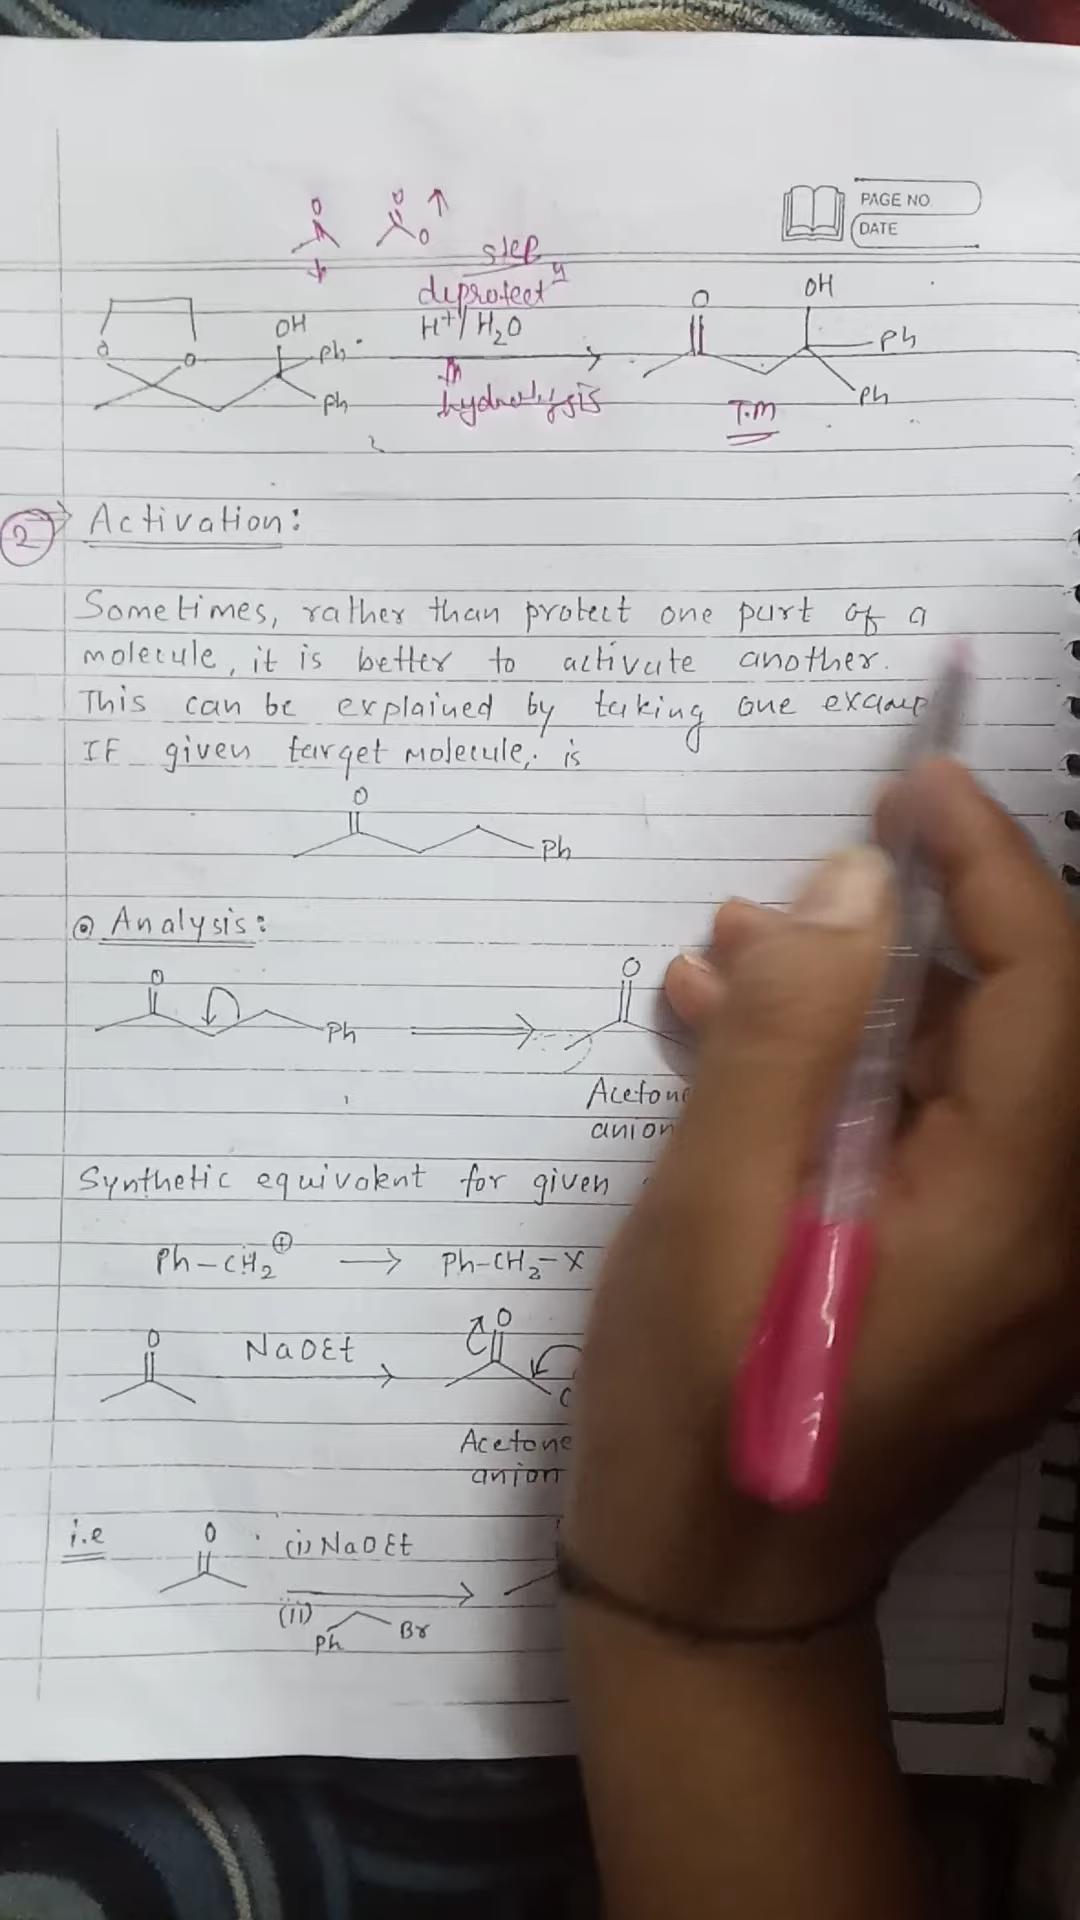 PAGE NO
DATE
O O
O
step
deprotectn
H+/H2O
hydrolysis
O O OH Ph Ph
O OH Ph Ph
T.M
2 Activation:
Sometimes, rather than protect one part of a
molecule, it is better to activate another.
This can be explained by taking one examp
IF given target molecule, is
O
Ph
Analysis:
O Ph
O
Acetone
anion
Synthetic equivalent for given
Ph-CH2⊕ → Ph-CH2-X
O NaOEt O
Acetone
anion
i.e O (i) NaOEt
(ii) Ph Br